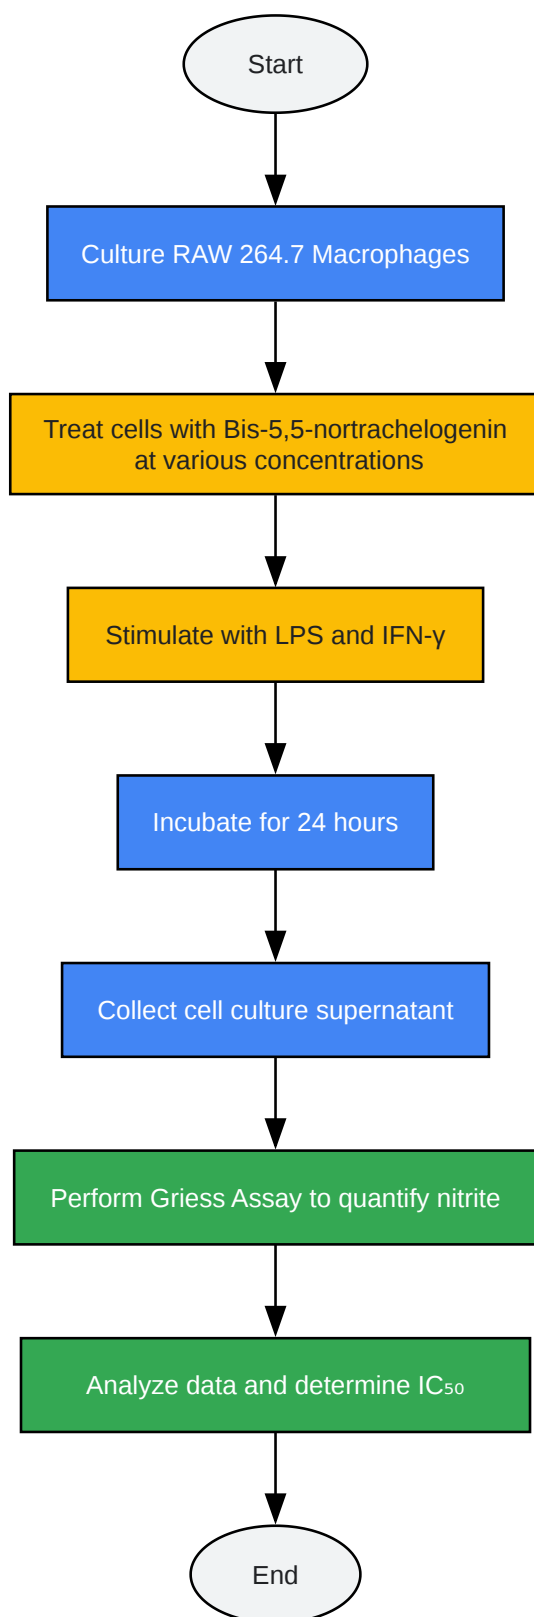 Start
Culture RAW 264.7 Macrophages
Treat cells with Bis-5,5-nortrachelogenin
at various concentrations
Stimulate with LPS and IFN-γ
Incubate for 24 hours
Collect cell culture supernatant
Perform Griess Assay to quantify nitrite
Analyze data and determine IC₅₀
End